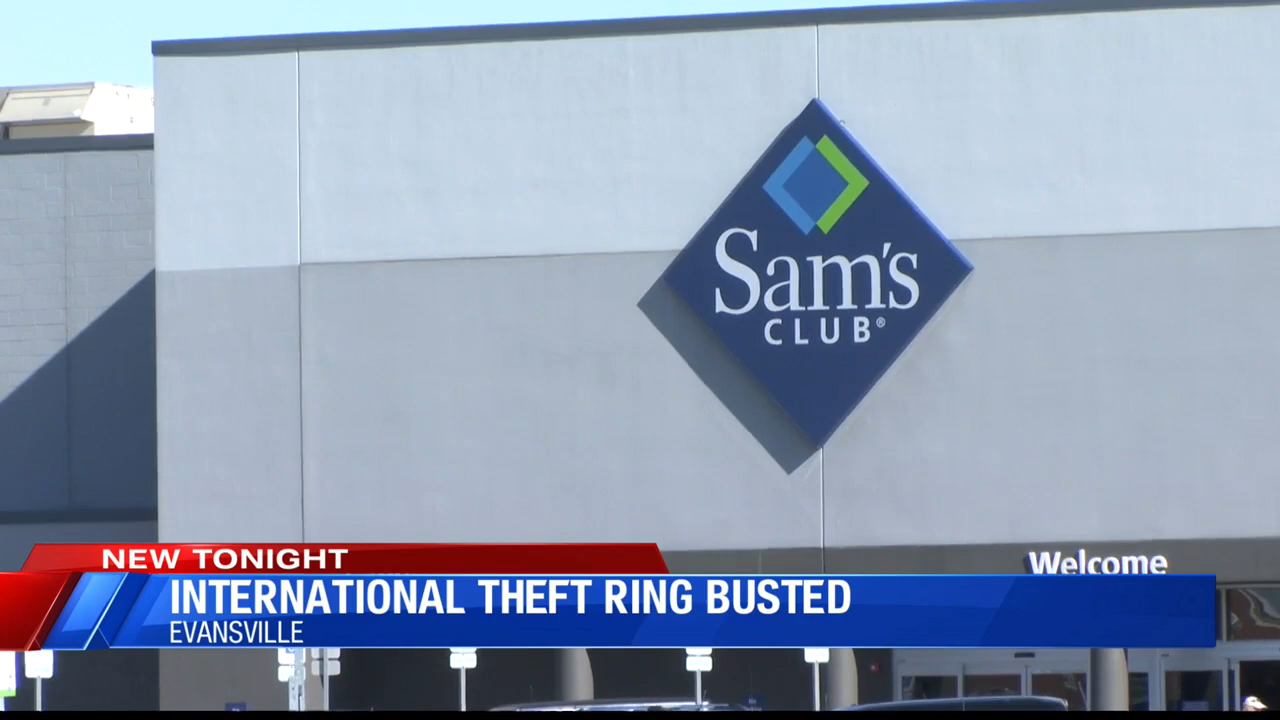 Sam's
CLUB®
Welcome
NEW TONIGHT
INTERNATIONAL THEFT RING BUSTED
EVANSVILLE